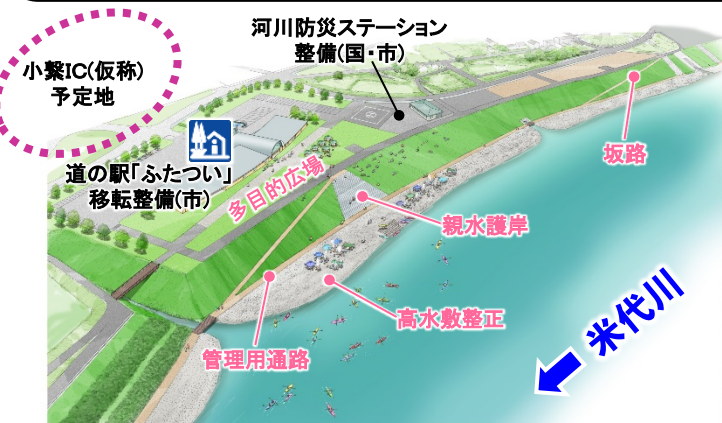 河川防災ステーション
整備(国・市)
小繋IC(仮称)
予定地
道の駅「ふたつい」
移転整備(市)
多目的広場
坂路
親水護岸
高水敷整正
管理用通路
米代川